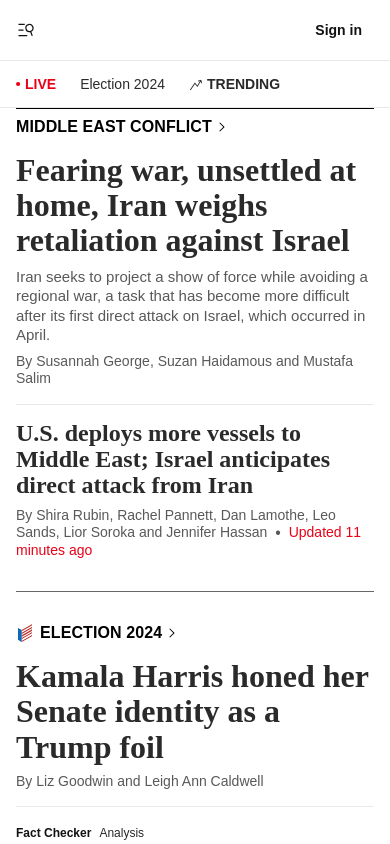 Sign in
• LIVE Election 2024 TRENDING
MIDDLE EAST CONFLICT
Fearing war, unsettled at
home, Iran weighs
retaliation against Israel
Iran seeks to project a show of force while avoiding a
regional war, a task that has become more difficult
after its first direct attack on Israel, which occurred in
April.
By Susannah George, Suzan Haidamous and Mustafa
Salim
U.S. deploys more vessels to
Middle East; Israel anticipates
direct attack from Iran
By Shira Rubin, Rachel Pannett, Dan Lamothe, Leo
Sands, Lior Soroka and Jennifer Hassan • Updated 11
minutes ago
ELECTION 2024
Kamala Harris honed her
Senate identity as a
Trump foil
By Liz Goodwin and Leigh Ann Caldwell
Fact Checker Analysis